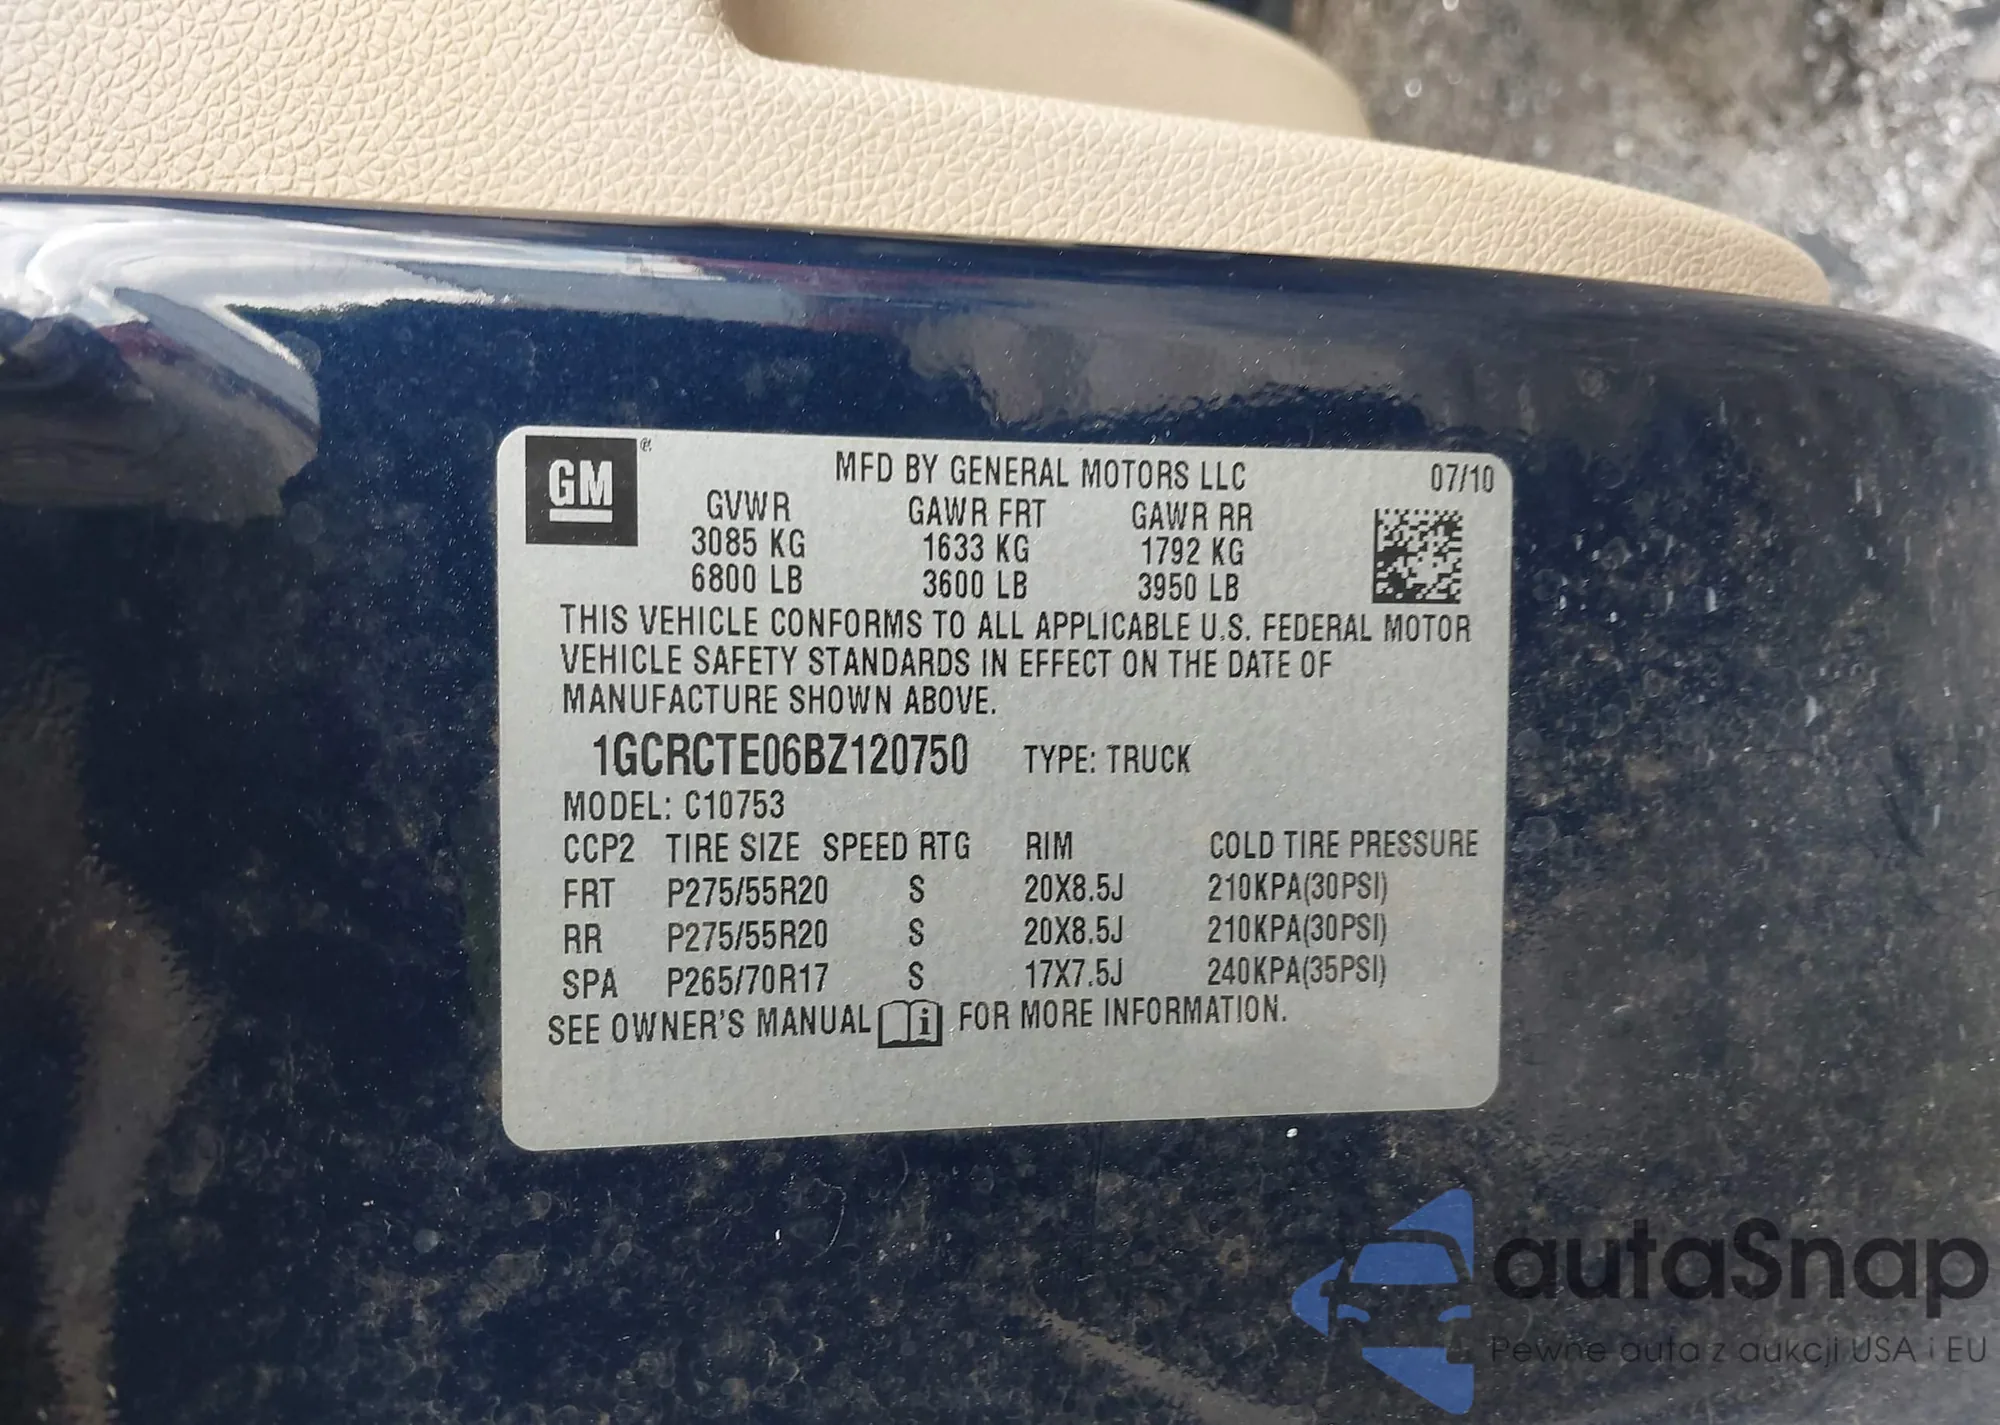 GM ®
MFD BY GENERAL MOTORS LLC 07/10
GVWR GAWR FRT GAWR RR
3085 KG 1633 KG 1792 KG
6800 LB 3600 LB 3950 LB
THIS VEHICLE CONFORMS TO ALL APPLICABLE U.S. FEDERAL MOTOR
VEHICLE SAFETY STANDARDS IN EFFECT ON THE DATE OF
MANUFACTURE SHOWN ABOVE.
1GCRCTE06BZ120750 TYPE: TRUCK
MODEL: C10753
CCP2 TIRE SIZE SPEED RTG RIM COLD TIRE PRESSURE
FRT P275/55R20 S 20X8.5J 210KPA(30PSI)
RR P275/55R20 S 20X8.5J 210KPA(30PSI)
SPA P265/70R17 S 17X7.5J 240KPA(35PSI)
SEE OWNER'S MANUAL i FOR MORE INFORMATION.
autaSnap
Pewne auta z aukcji USA i EU